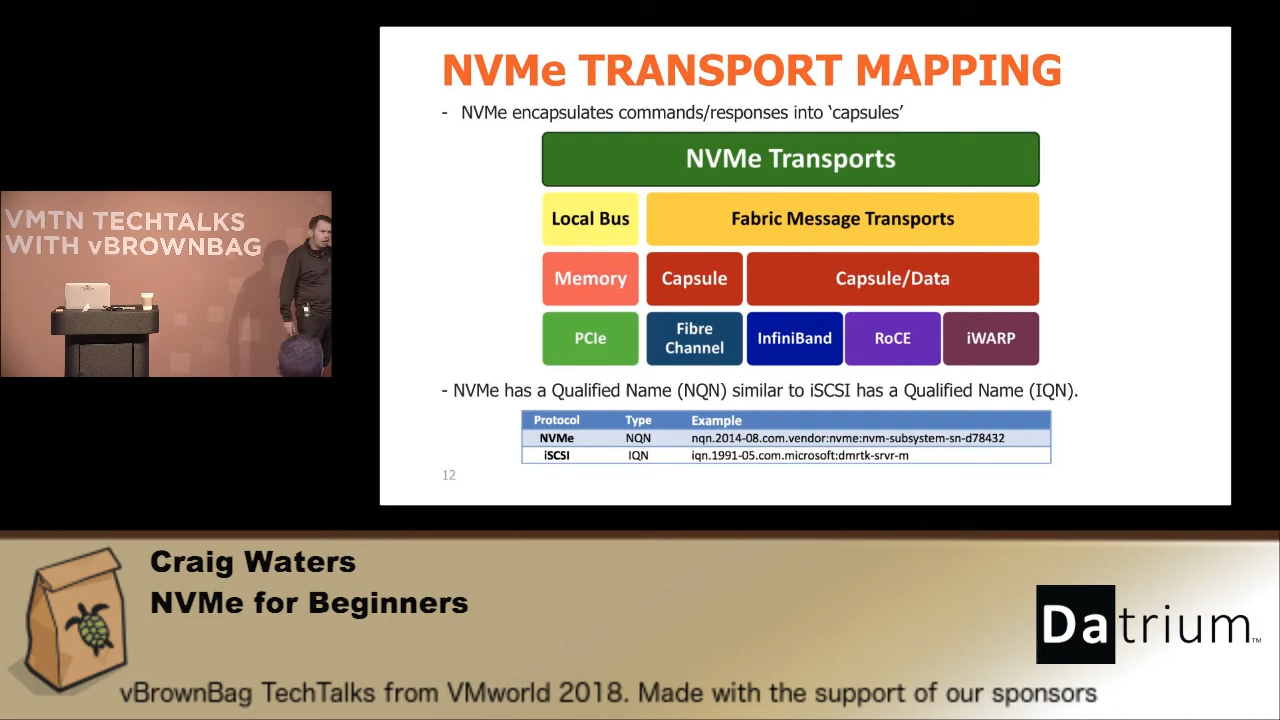 NVMe TRANSPORT MAPPING
- NVMe encapsulates commands/responses into ‘capsules’
NVMe Transports
Local Bus Fabric Message Transports
Memory Capsule Capsule/Data
PCIe Fibre Channel InfiniBand RoCE iWARP
- NVMe has a Qualified Name (NQN) similar to iSCSI has a Qualified Name (IQN).
Protocol Type Example
NVMe NQN nqn.2014-08.com.vendor:nvme:nvm-subsystem-sn-d78432
iSCSI IQN iqn.1991-05.com.microsoft:dmrtk-srvr-m
12
VMTN TECHTALKS
WITH vBROWNBAG
Craig Waters
NVMe for Beginners
Datrium™
vBrownBag TechTalks from VMworld 2018. Made with the support of our sponsors